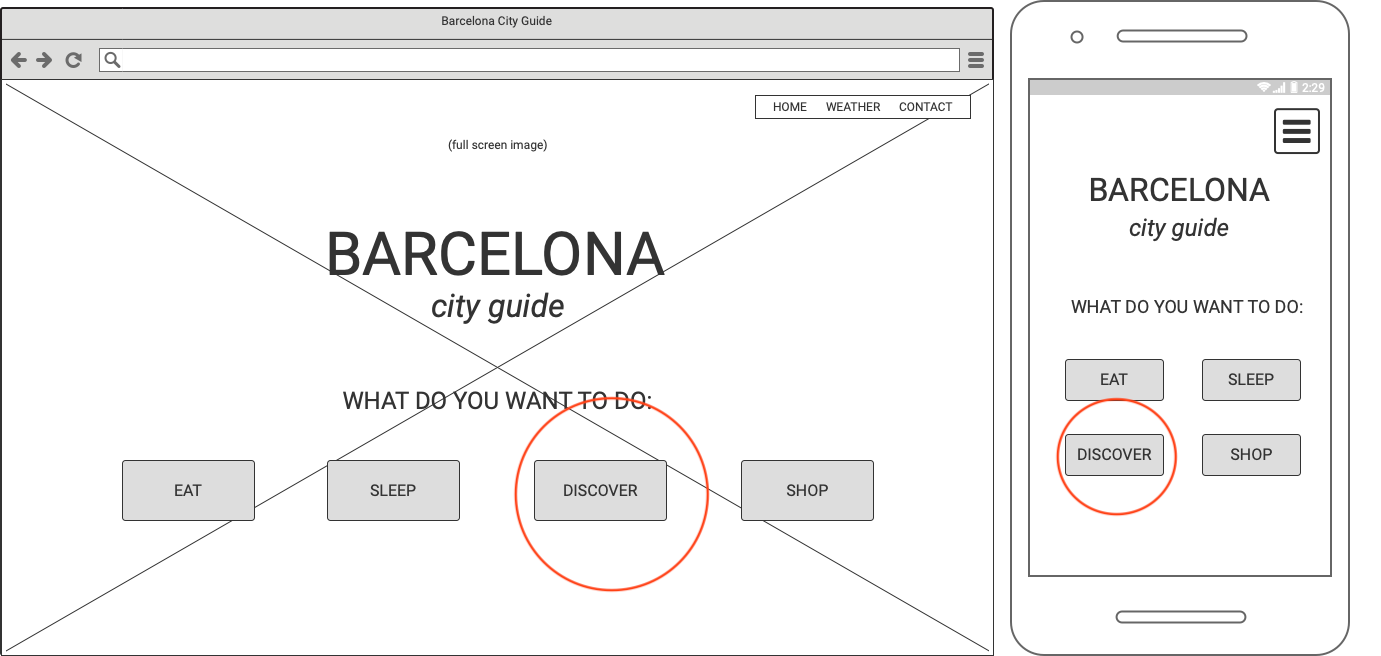 Barcelona City Guide
HOME WEATHER CONTACT
(full screen image)
BARCELONA
city guide
WHAT DO YOU WANT TO DO:
EAT SLEEP DISCOVER SHOP
2:29
BARCELONA
city guide
WHAT DO YOU WANT TO DO:
EAT SLEEP
DISCOVER SHOP